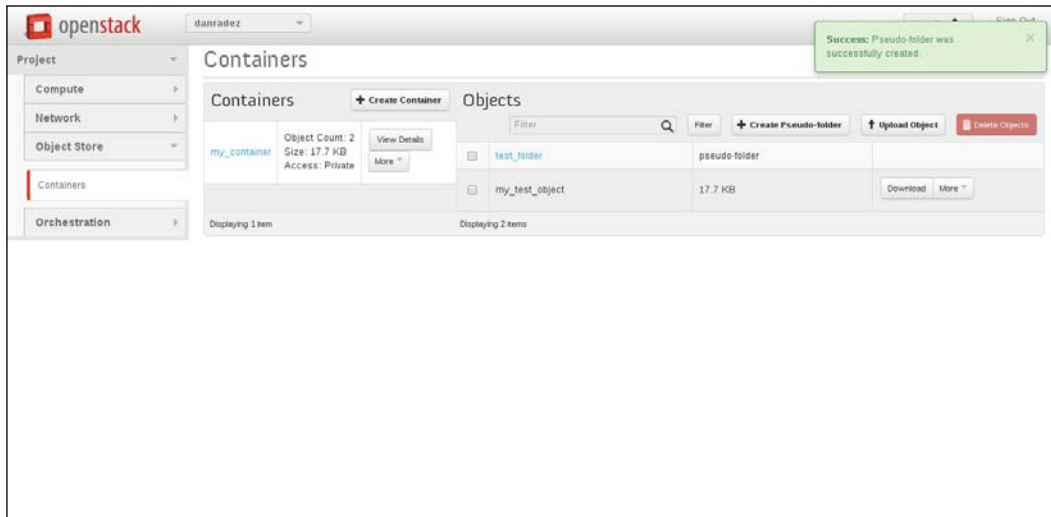 openstack
danradez
Sign Out
Success: Pseudo-folder was
successfully created.
×
Project
Compute
Network
Object Store
Containers
Orchestration
Containers
Containers
+ Create Container
my_container
Object Count: 2
Size: 17.7 KB
Access: Private
View Details
More
Displaying 1 item
Objects
Filter
Filter
+ Create Pseudo-folder
Upload Object
Delete Objects
test_folder
pseudo-folder
my_test_object
17.7 KB
Download
More
Displaying 2 items